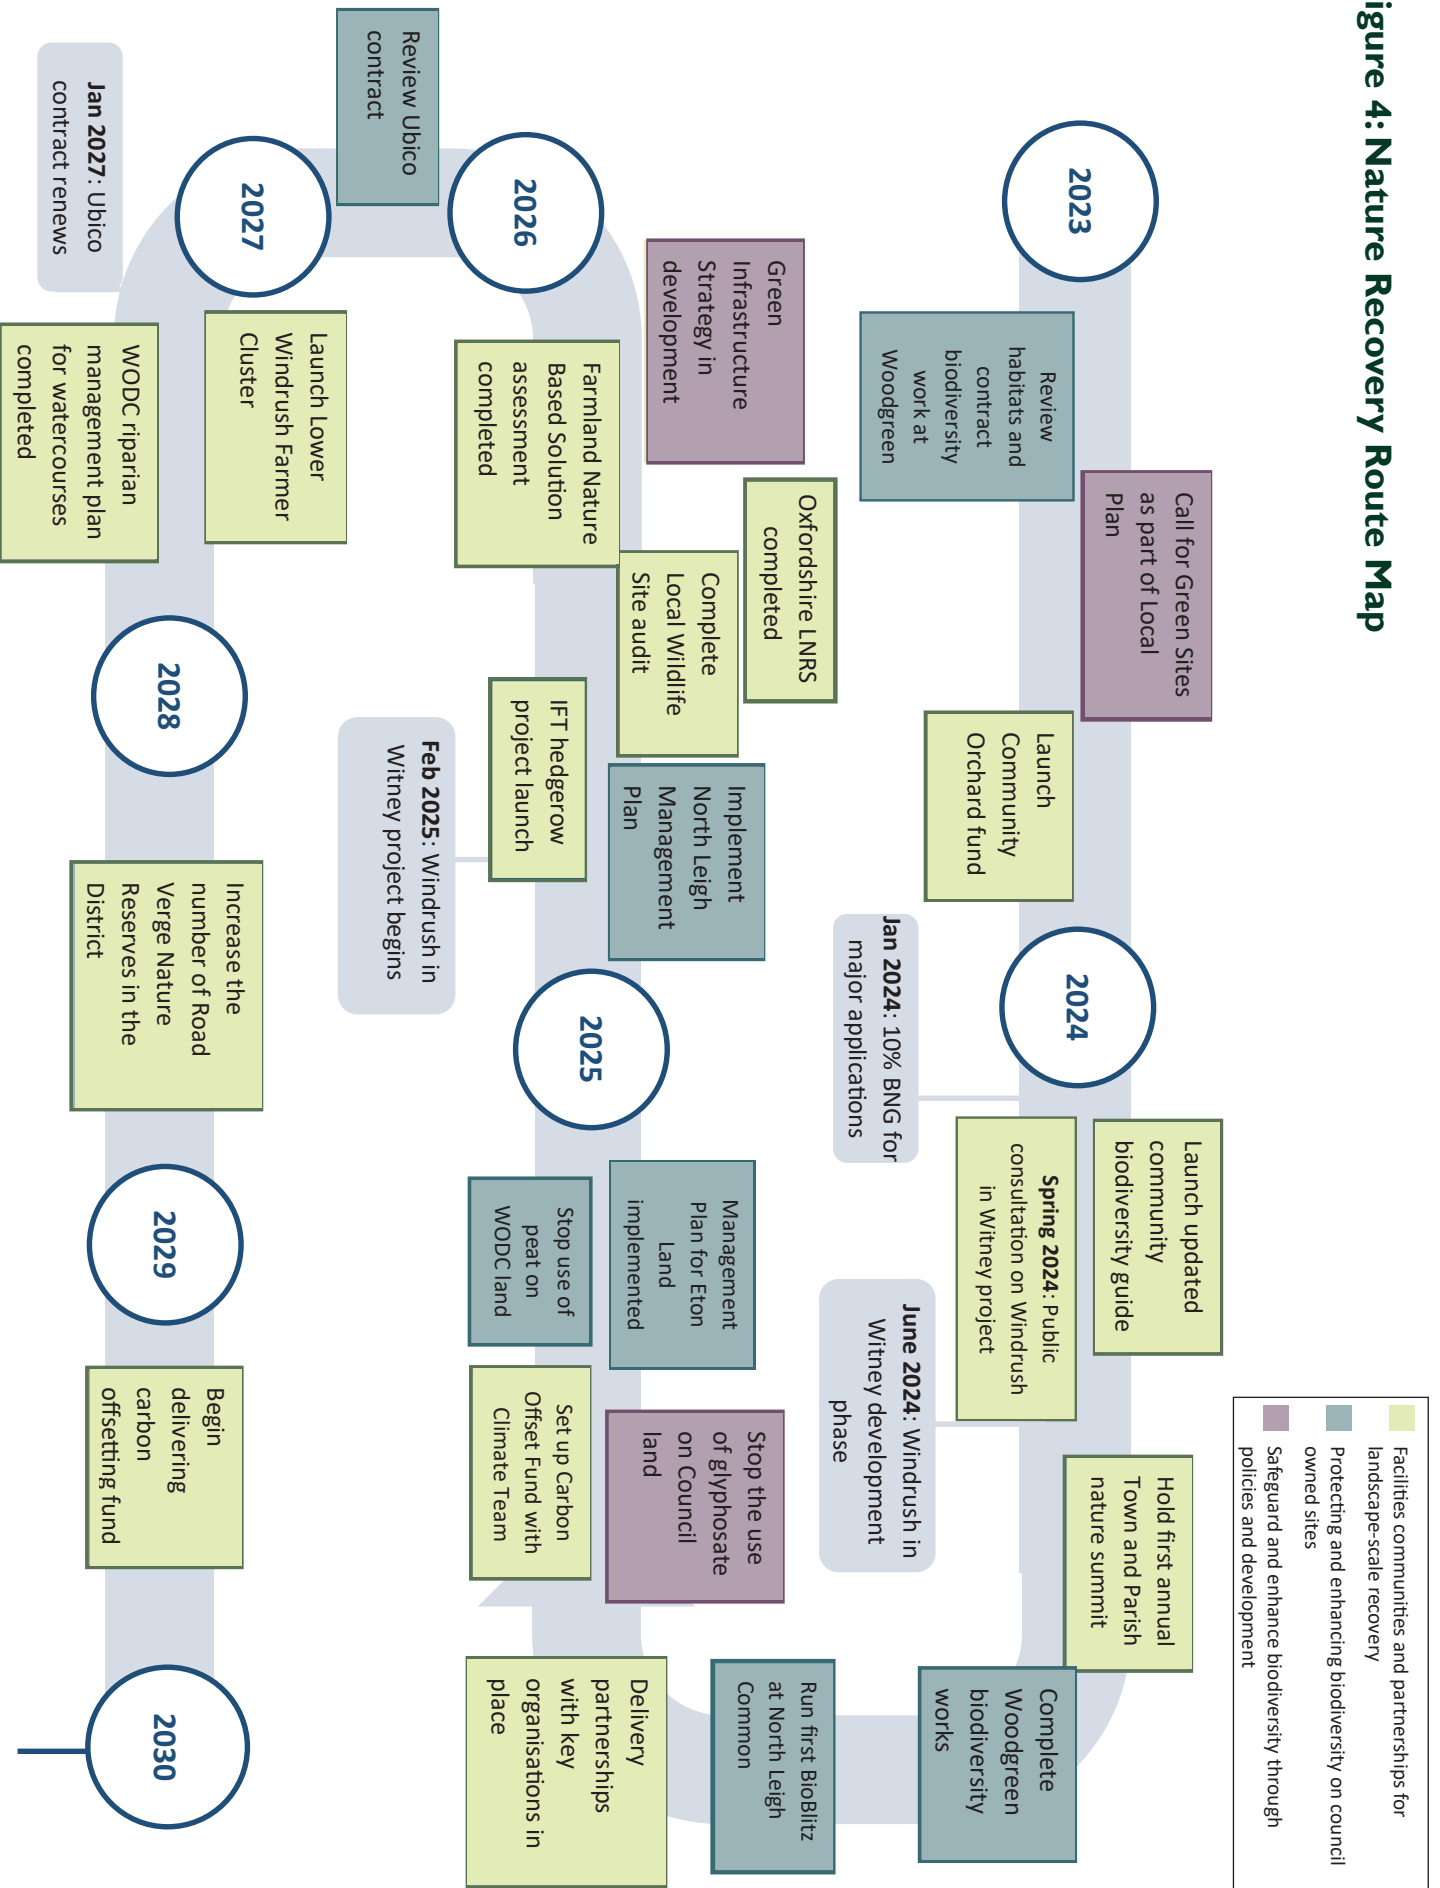 igure 4: Nature Recovery Route Map
Facilities communities and partnerships for
landscape-scale recovery
Protecting and enhancing biodiversity on council
owned sites
Safeguard and enhance biodiversity through
policies and development
2023
Review
habitats and
contract
biodiversity
work at
Woodgreen
Call for Green Sites
as part of Local
Plan
Launch
Community
Orchard fund
2024
Jan 2024: 10% BNG for
major applications
Launch updated
community
biodiversity guide
Spring 2024: Public
consultation on Windrush
in Witney project
June 2024: Windrush in
Witney development
phase
Hold first annual
Town and Parish
nature summit
Complete
Woodgreen
biodiversity
works
Run first BioBlitz
at North Leigh
Common
Delivery
partnerships
with key
organisations in
place
Stop the use
of glyphosate
on Council
land
Set up Carbon
Offset Fund with
Climate Team
Management
Plan for Eton
Land
implemented
Stop use of
peat on
WODC land
2025
Implement
North Leigh
Management
Plan
Feb 2025: Windrush in
Witney project begins
IFT hedgerow
project launch
Oxfordshire LNRS
completed
Complete
Local Wildlife
Site audit
Green
Infrastructure
Strategy in
development
Farmland Nature
Based Solution
assessment
completed
2026
Review Ubico
contract
2027
Jan 2027: Ubico
contract renews
Launch Lower
Windrush Farmer
Cluster
WODC riparian
management plan
for watercourses
completed
2028
Increase the
number of Road
Verge Nature
Reserves in the
District
2029
Begin
delivering
carbon
offsetting fund
2030